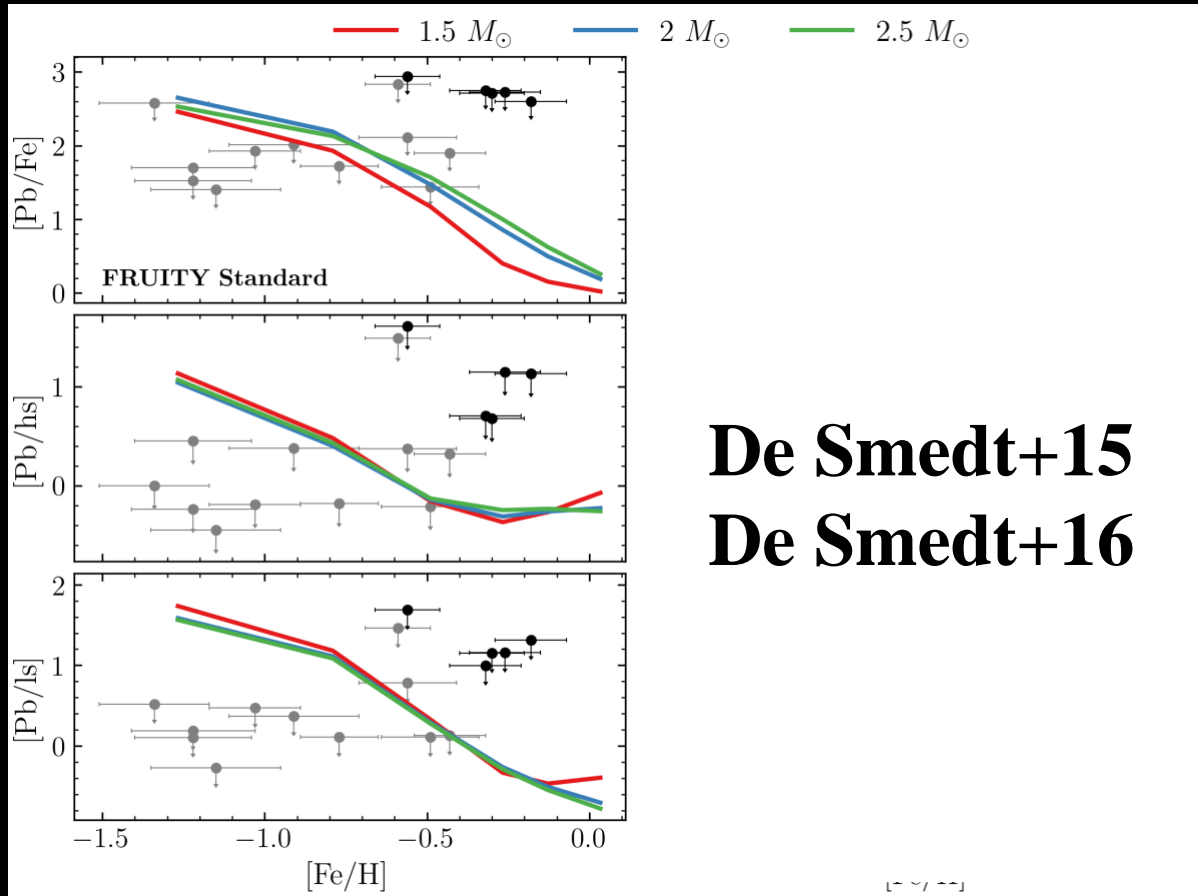 1.5 M⊙ 2 M⊙ 2.5 M⊙
3
2
1
0
[Pb/Fe]
FRUITY Standard
1
0
[Pb/hs]
De Smedt+15
De Smedt+16
2
1
0
[Pb/ls]
−1.5 −1.0 −0.5 0.0
[Fe/H]